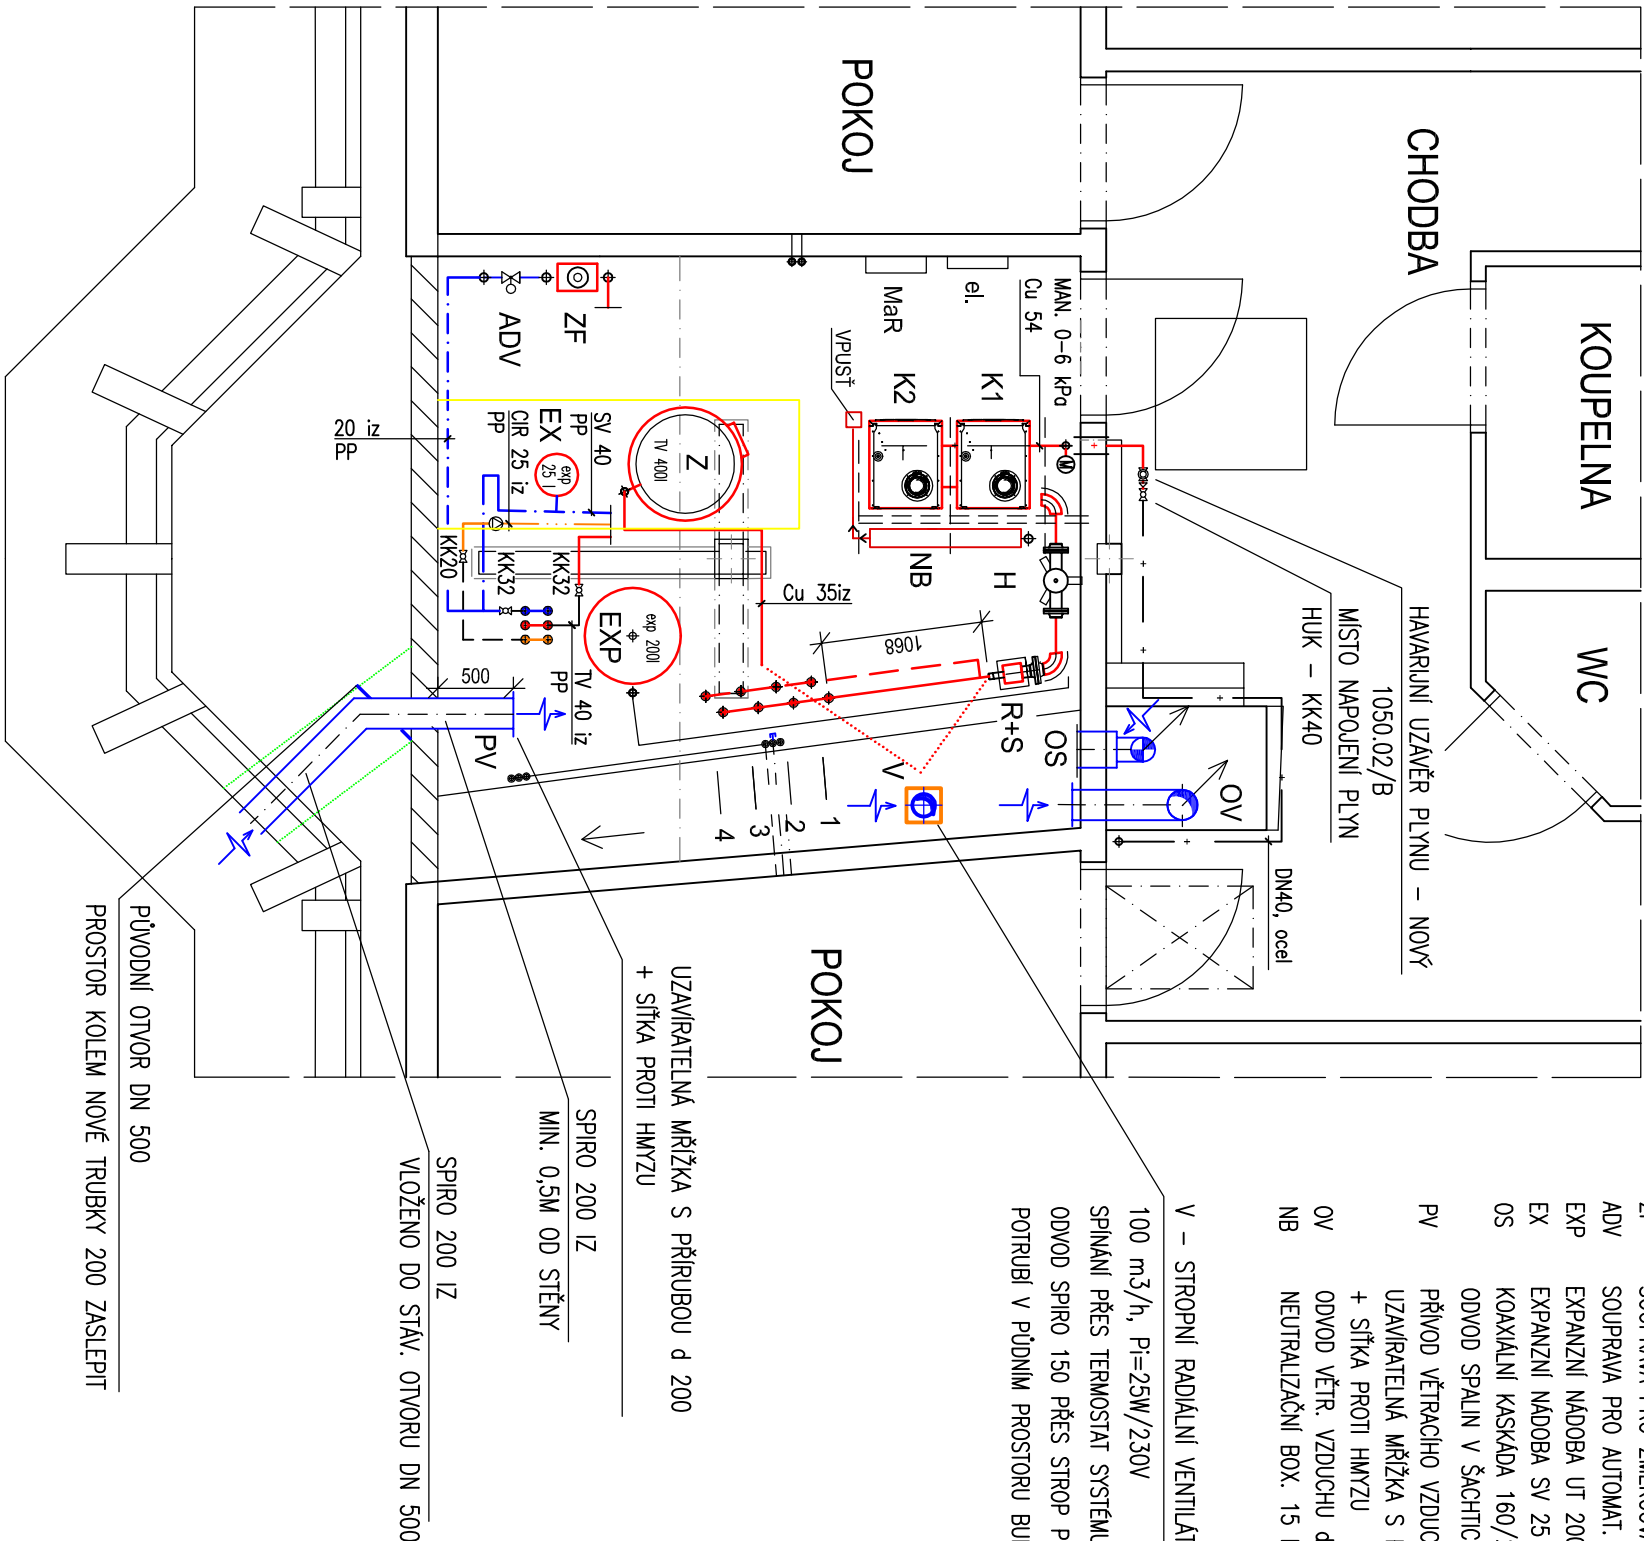 POKOJ
CHODBA
KOUPELNA
WC
POKOJ
MAN. 0-6 kPa
Cu 54
el.
MaR
VPUSŤ
K1
K2
M
NB
H
R+S
OS
OV
V
1
2
3
4
1068
Cu 35iz
Z
TV 400l
EXP
exp 200l
EX
exp
25 l
SV 40
PP
CIR 25 iz
PP
20 iz
PP
ZF
ADV
KK20
KK32
KK32
TV 40 iz
PP
500
PV
DN40, ocel
HAVARIJNÍ UZÁVĚR PLYNU - NOVÝ
1050.02/B
MÍSTO NAPOJENÍ PLYN
HUK - KK40
UZAVÍRATELNÁ MŘÍŽKA S PŘÍRUBOU d 200
+ SÍŤKA PROTI HMYZU
SPIRO 200 IZ
MIN. 0,5M OD STĚNY
SPIRO 200 IZ
VLOŽENO DO STÁV. OTVORU DN 500
PŮVODNÍ OTVOR DN 500
PROSTOR KOLEM NOVÉ TRUBKY 200 ZASLEPIT
ADV SOUPRAVA PRO AUTOMAT.
EXP EXPANZNÍ NÁDOBA UT 200
EX EXPANZNÍ NÁDOBA SV 25
OS KOAXIÁLNÍ KASKÁDA 160/
ODVOD SPALIN V ŠACHTIC
PV PŘÍVOD VĚTRACÍHO VZDUC
UZAVÍRATELNÁ MŘÍŽKA S
+ SÍŤKA PROTI HMYZU
OV ODVOD VĚTR. VZDUCHU d
NB NEUTRALIZAČNÍ BOX. 15
V - STROPNÍ RADIÁLNÍ VENTILÁT
100 m3/h, Pi=25W/230V
SPÍNÁNÍ PŘES TERMOSTAT SYSTÉMU
ODVOD SPIRO 150 PŘES STROP P
POTRUBÍ V PŮDNÍM PROSTORU BU